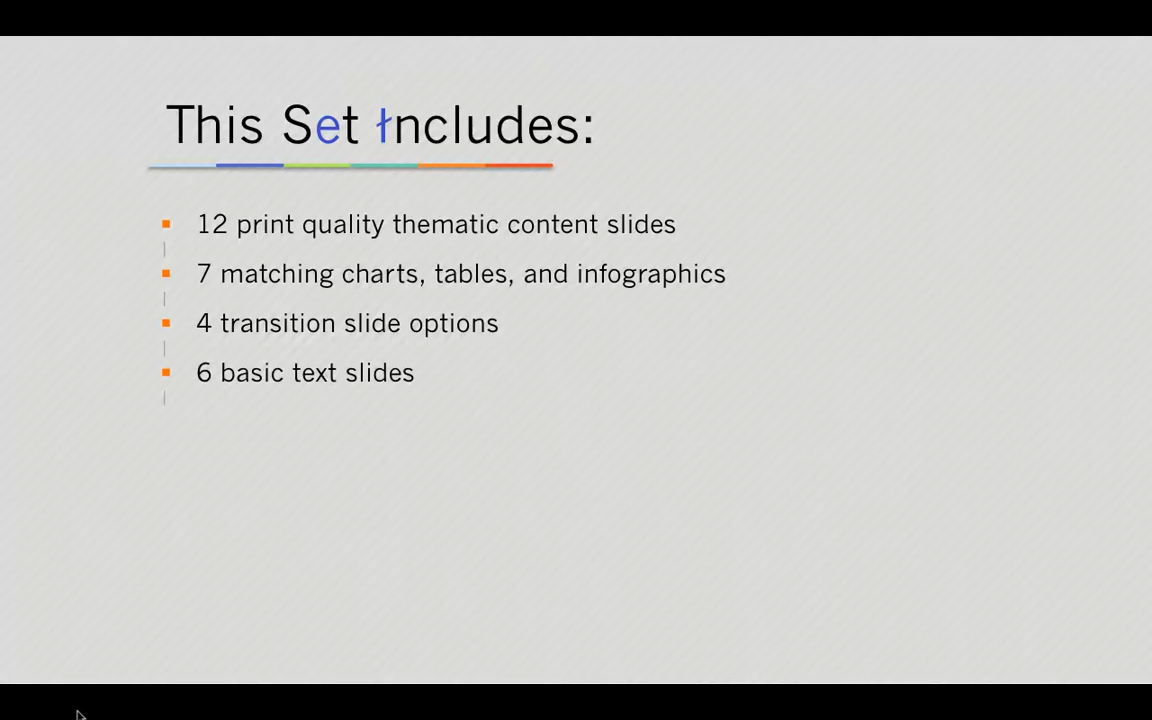 This Set łncludes:
12 print quality thematic content slides
7 matching charts, tables, and infographics
4 transition slide options
6 basic text slides